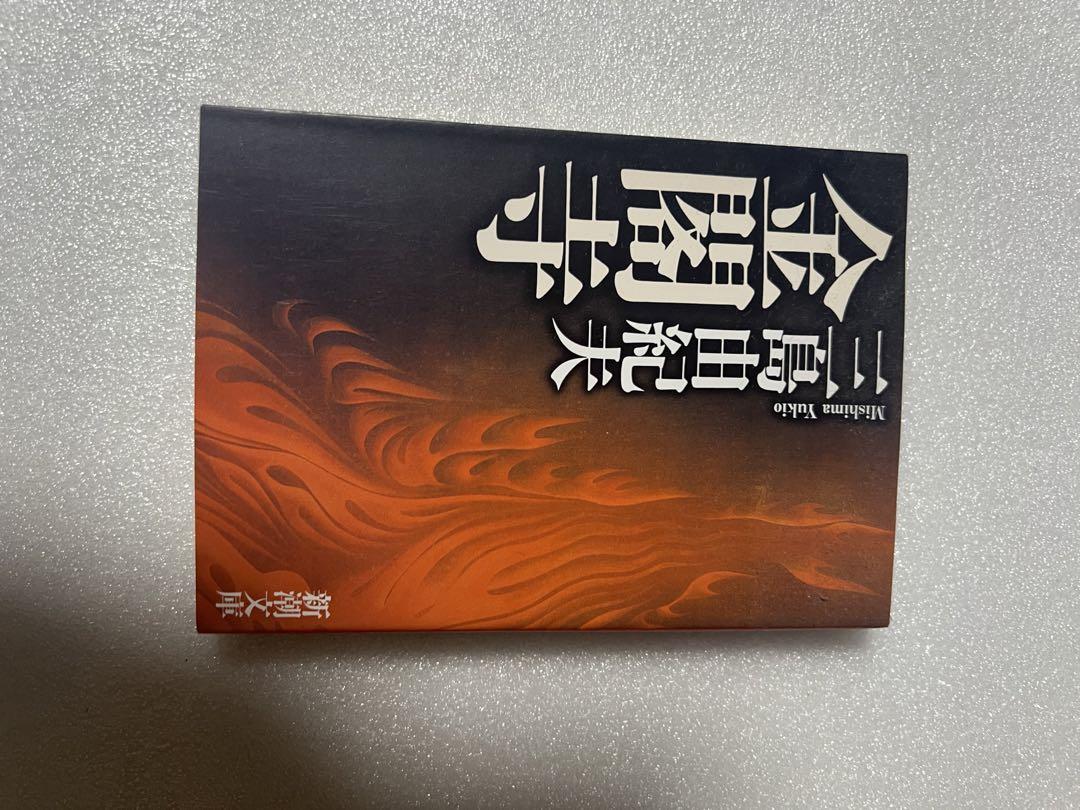 金閣寺
三島由紀夫
Mishima Yukio
新潮文庫